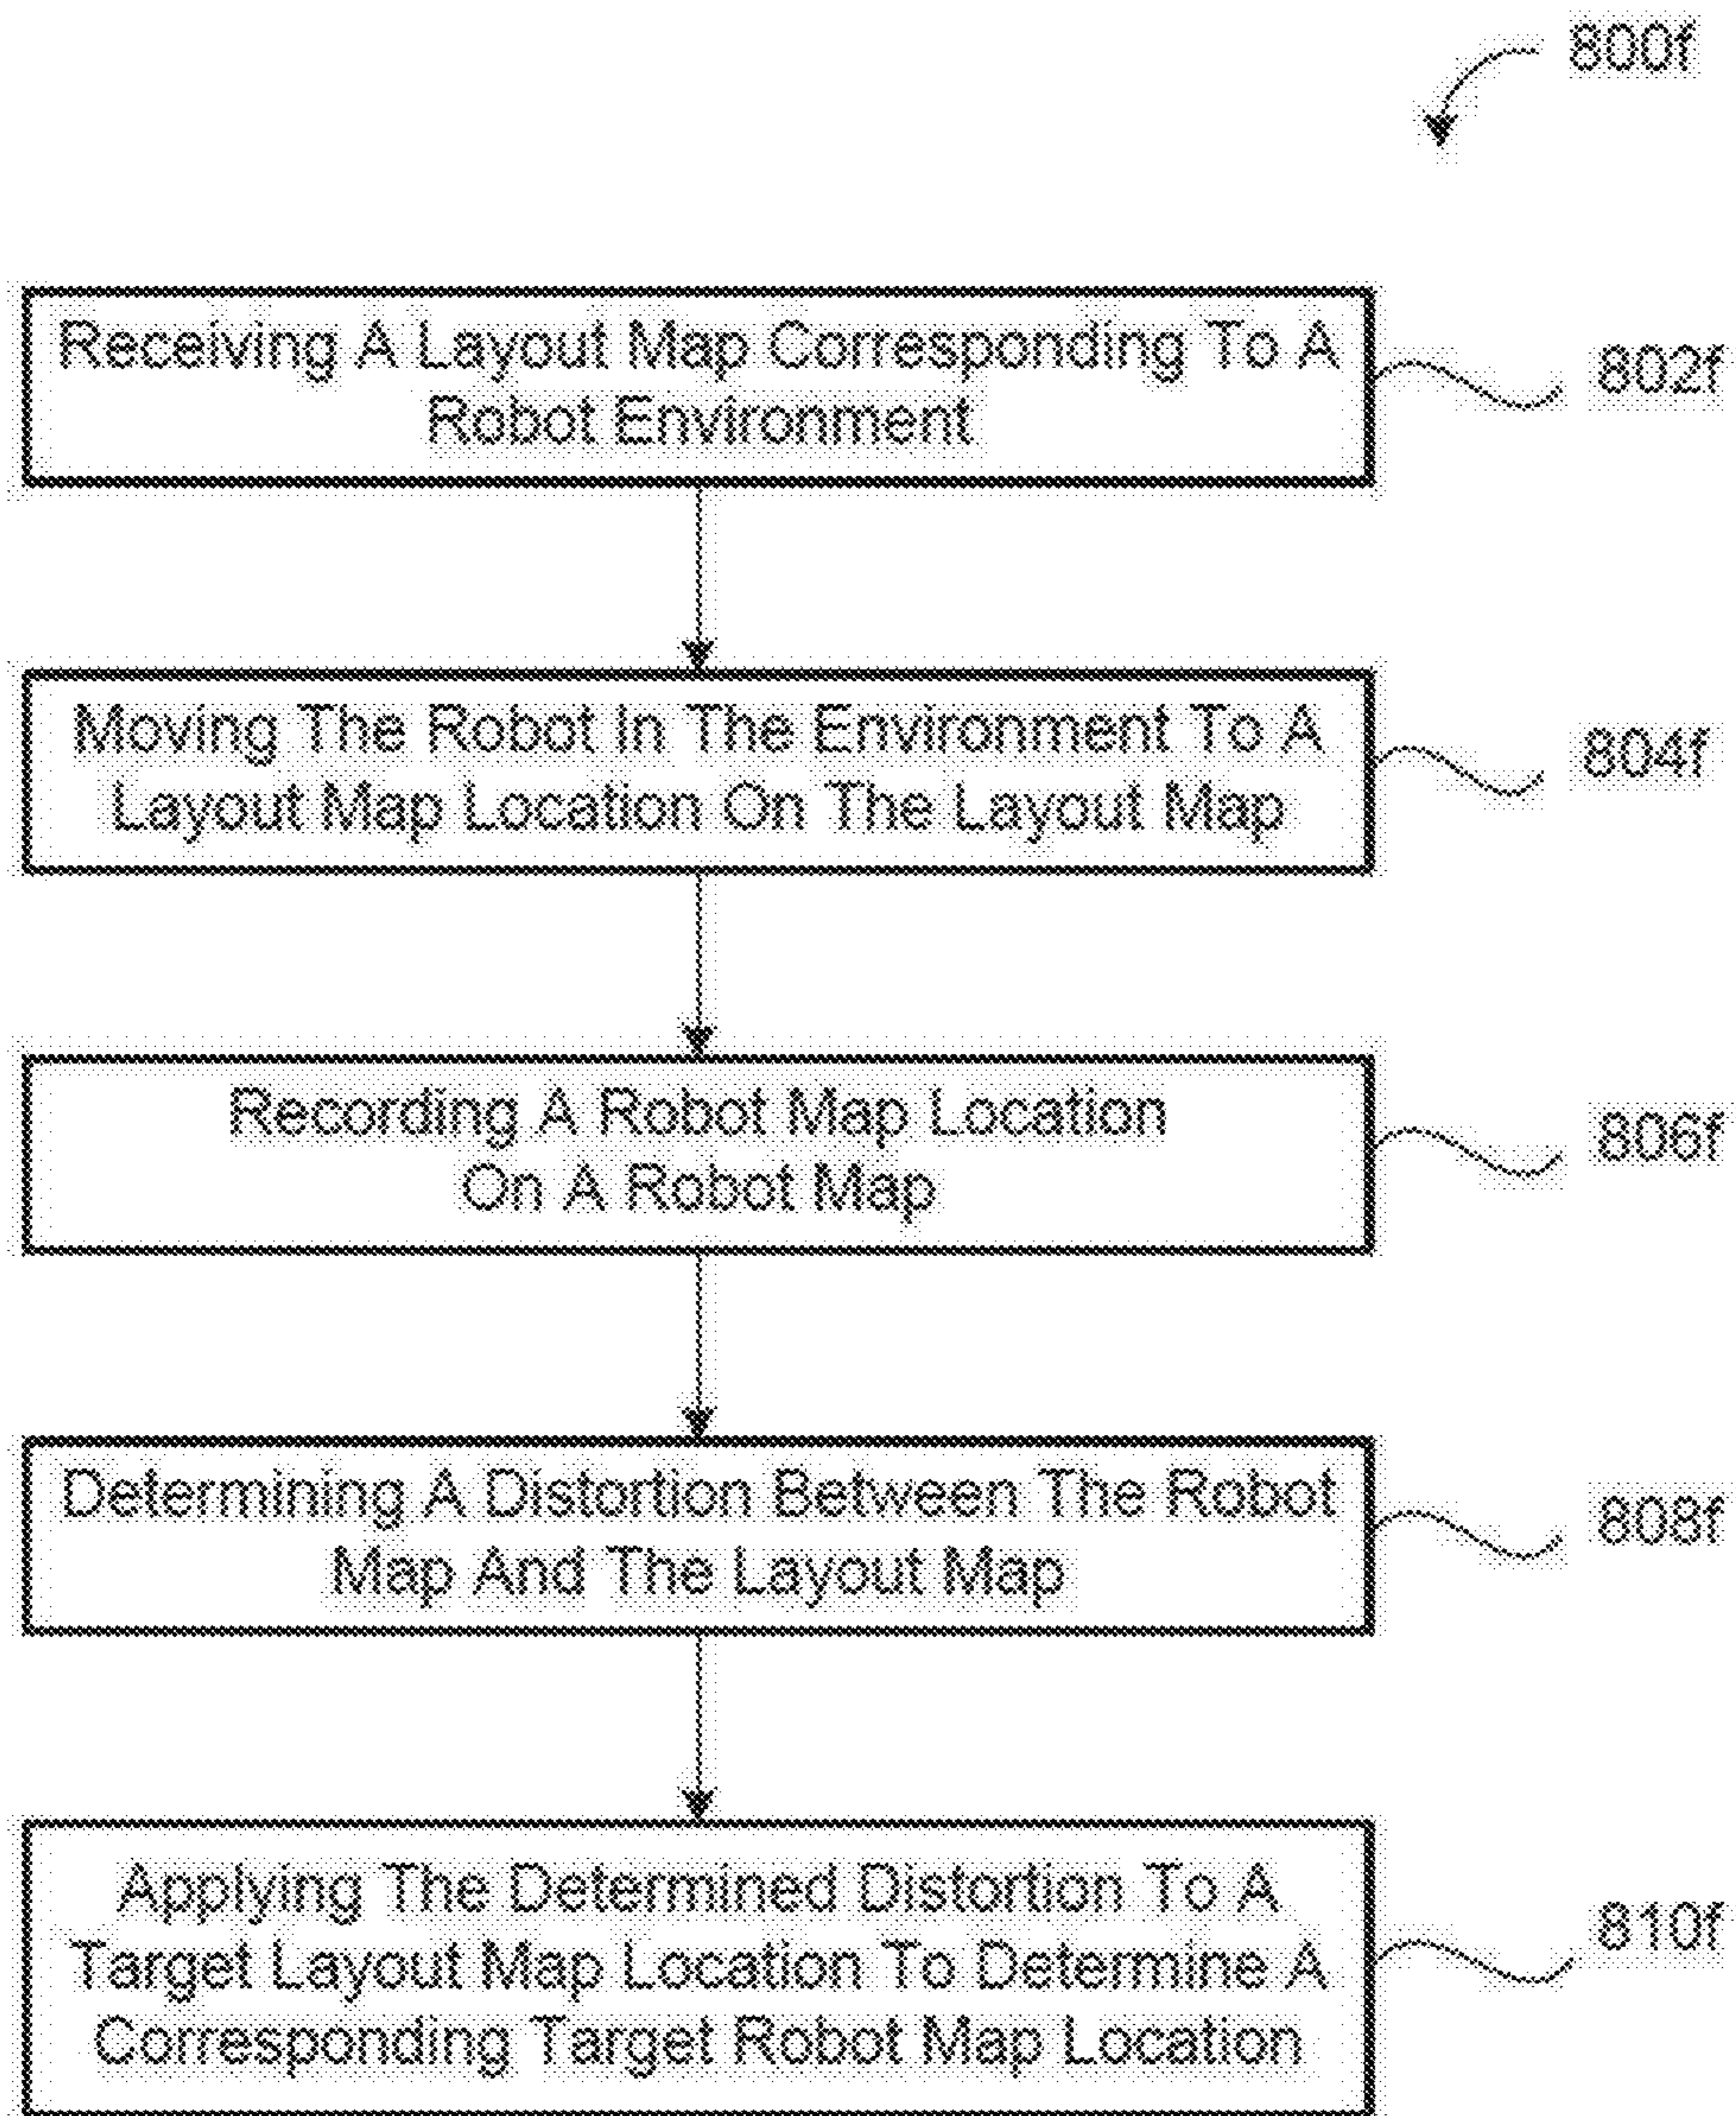 800f
Receiving A Layout Map Corresponding To A
Robot Environment
802f
Moving The Robot In The Environment To A
Layout Map Location On The Layout Map
804f
Recording A Robot Map Location
On A Robot Map
806f
Determining A Distortion Between The Robot
Map And The Layout Map
808f
Applying The Determined Distortion To A
Target Layout Map Location To Determine A
Corresponding Target Robot Map Location
810f